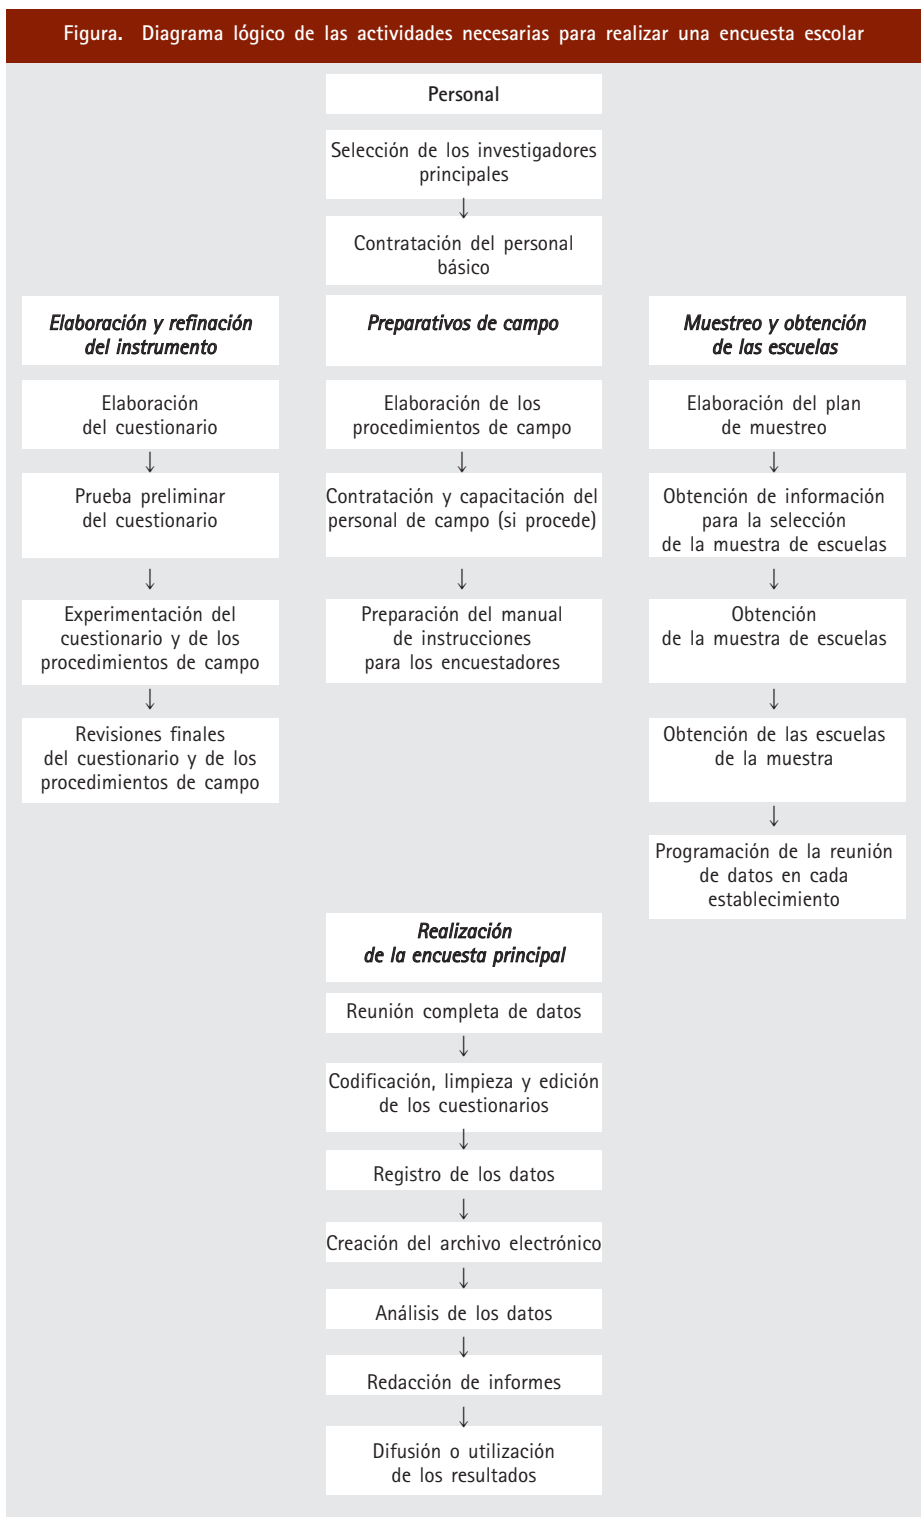 Figura. Diagrama lógico de las actividades necesarias para realizar una encuesta escolar
Personal
Selección de los investigadores
principales
↓
Contratación del personal
básico
Elaboración y refinación
del instrumento
Elaboración
del cuestionario
↓
Prueba preliminar
del cuestionario
↓
Experimentación del
cuestionario y de los
procedimientos de campo
↓
Revisiones finales
del cuestionario y de los
procedimientos de campo
Preparativos de campo
Elaboración de los
procedimientos de campo
↓
Contratación y capacitación del
personal de campo (si procede)
↓
Preparación del manual
de instrucciones
para los encuestadores
Muestreo y obtención
de las escuelas
Elaboración del plan
de muestreo
↓
Obtención de información
para la selección
de la muestra de escuelas
↓
Obtención
de la muestra de escuelas
↓
Obtención de las escuelas
de la muestra
↓
Programación de la reunión
de datos en cada
establecimiento
Realización
de la encuesta principal
Reunión completa de datos
↓
Codificación, limpieza y edición
de los cuestionarios
↓
Registro de los datos
↓
Creación del archivo electrónico
↓
Análisis de los datos
↓
Redacción de informes
↓
Difusión o utilización
de los resultados